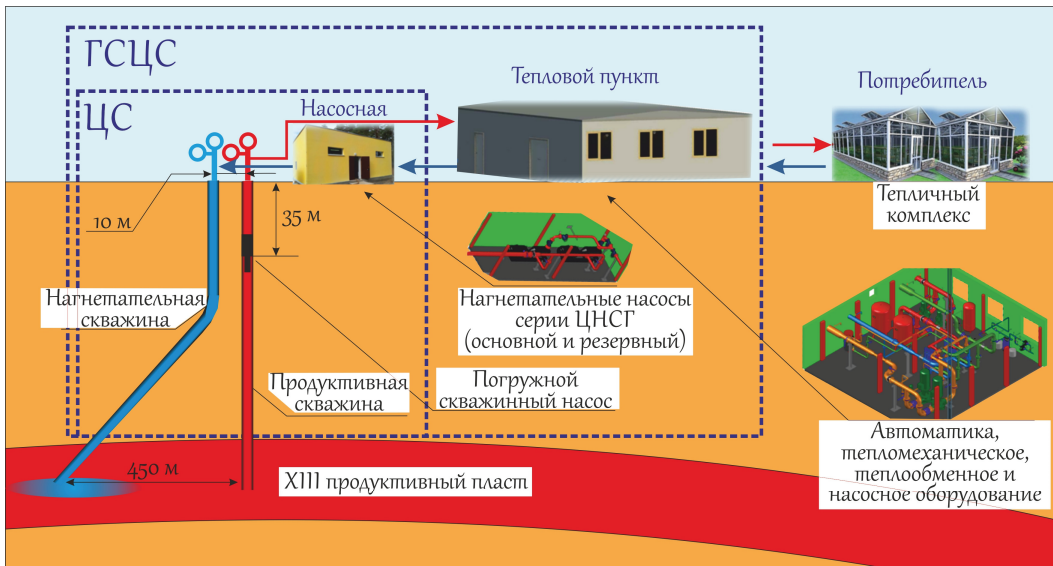 ГСЦС
ЦС
Насосная
Тепловой пункт
Потребитель
10 м
35 м
Тепличный
комплекс
Нагнетательная
скважина
Нагнетательные насосы
серии ЦНСГ
(основной и резервный)
Продуктивная
скважина
Погружной
скважинный насос
Автоматика,
тепломеханическое,
теплообменное и
насосное оборудование
450 м
XIII продуктивный пласт